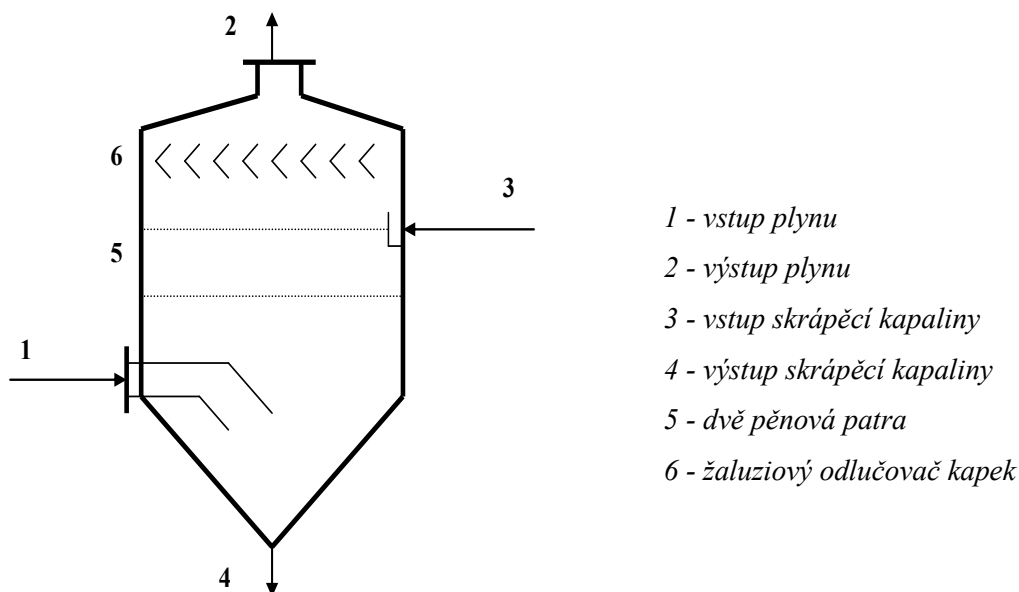 2
6
3
5
1
4
1 - vstup plynu
2 - výstup plynu
3 - vstup skrápěcí kapaliny
4 - výstup skrápěcí kapaliny
5 - dvě pěnová patra
6 - žaluziový odlučovač kapek